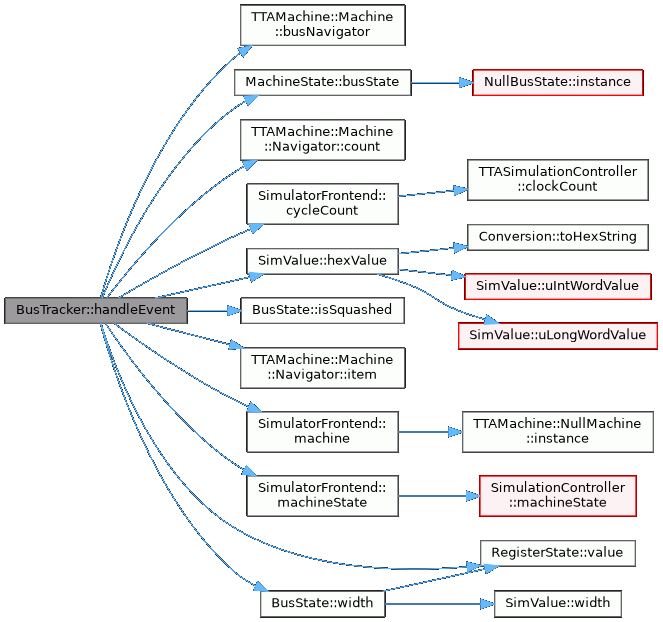 TTAMachine::Machine
::busNavigator
MachineState::busState
NullBusState::instance
TTAMachine::Machine
::Navigator::count
TTASimulationController
::clockCount
SimulatorFrontend::
cycleCount
Conversion::toHexString
SimValue::hexValue
SimValue::uIntWordValue
BusTracker::handleEvent
BusState::isSquashed
SimValue::uLongWordValue
TTAMachine::Machine
::Navigator::item
SimulatorFrontend::
machine
TTAMachine::NullMachine
::instance
SimulatorFrontend::
machineState
SimulationController
::machineState
RegisterState::value
BusState::width
SimValue::width